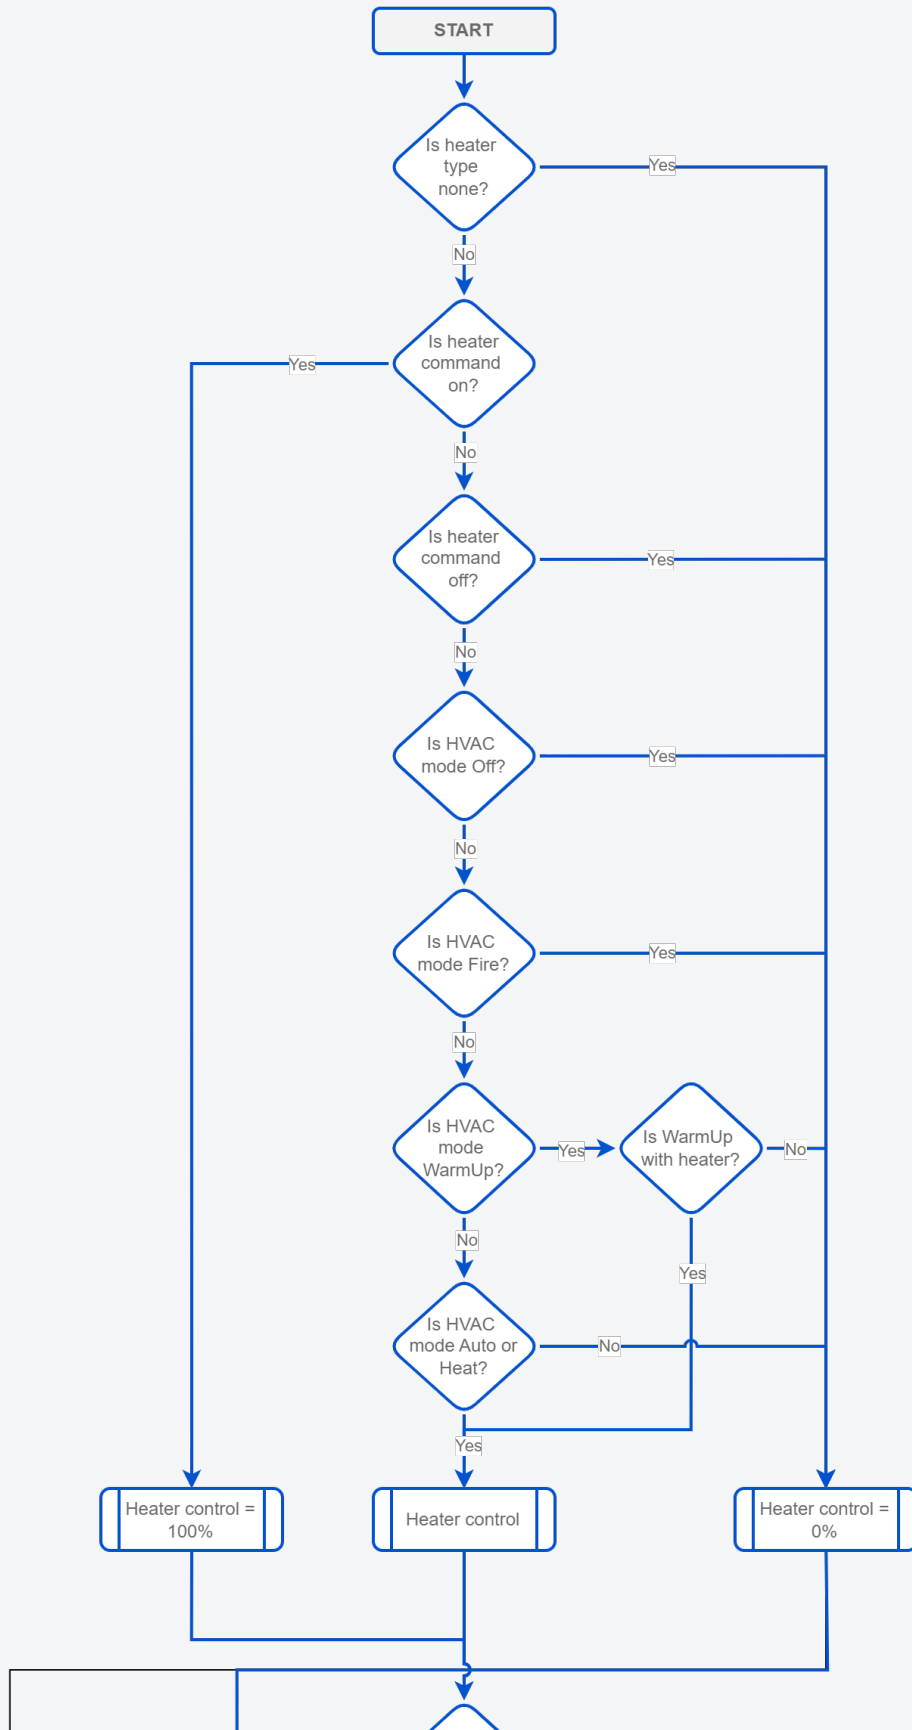 START
Is heater
type
none?
Yes
No
Is heater
command
on?
Yes
No
Is heater
command
off?
Yes
No
Is HVAC
mode Off?
Yes
No
Is HVAC
mode Fire?
Yes
No
Is HVAC
mode
WarmUp?
Yes
Is WarmUp
with heater?
No
No
Yes
Is HVAC
mode Auto or
Heat?
No
Yes
Heater control =
100%
Heater control
Heater control =
0%